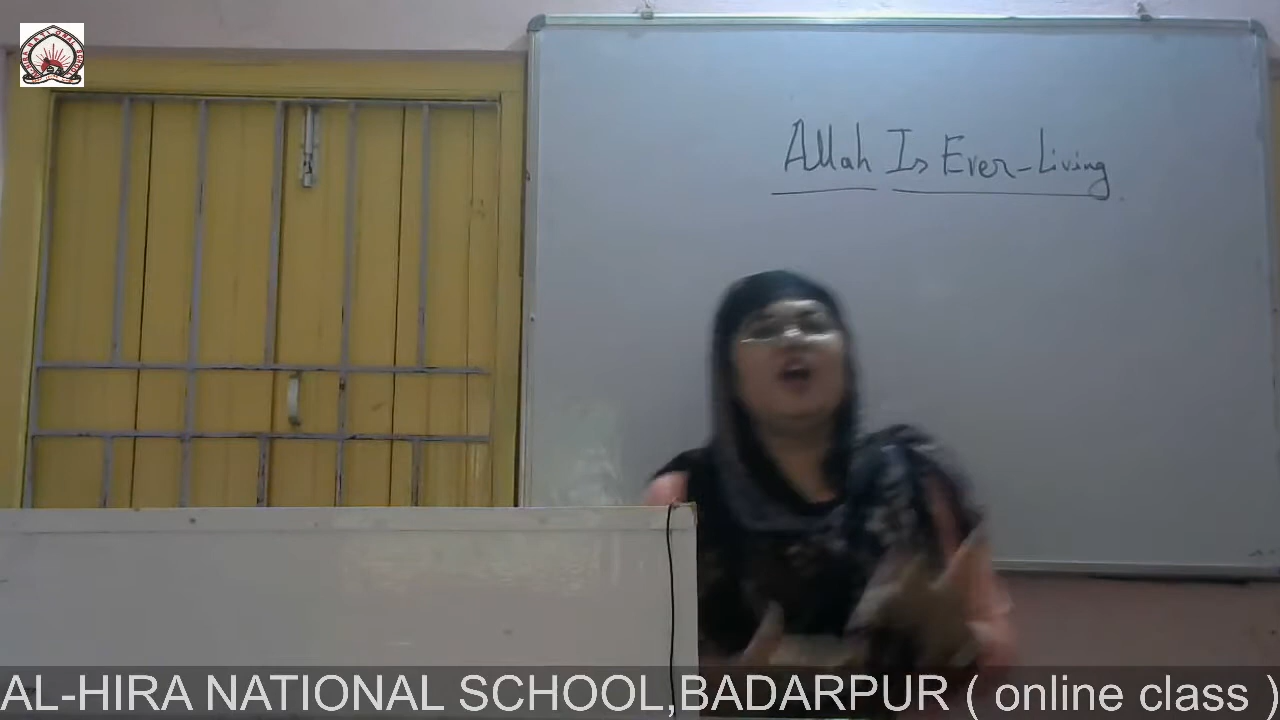 Allah Is Ever-Living
AL-HIRA NATIONAL SCHOOL,BADARPUR ( online class )